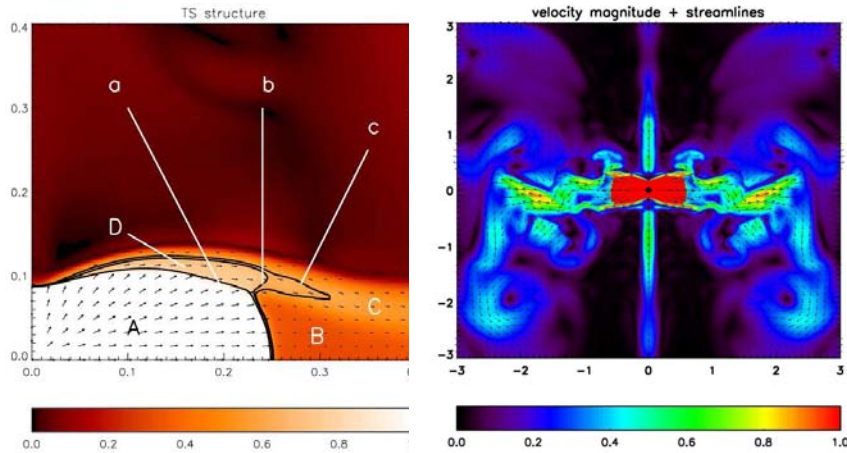 TS structure
0.4
0.3
0.2
0.1
0.0
a
b
c
D
A
B
C
0.0 0.1 0.2 0.3
0.0 0.2 0.4 0.6 0.8
velocity magnitude + streamlines
3
2
1
0
-1
-2
-3
-3 -2 -1 0 1 2 3
0.0 0.2 0.4 0.6 0.8 1.0